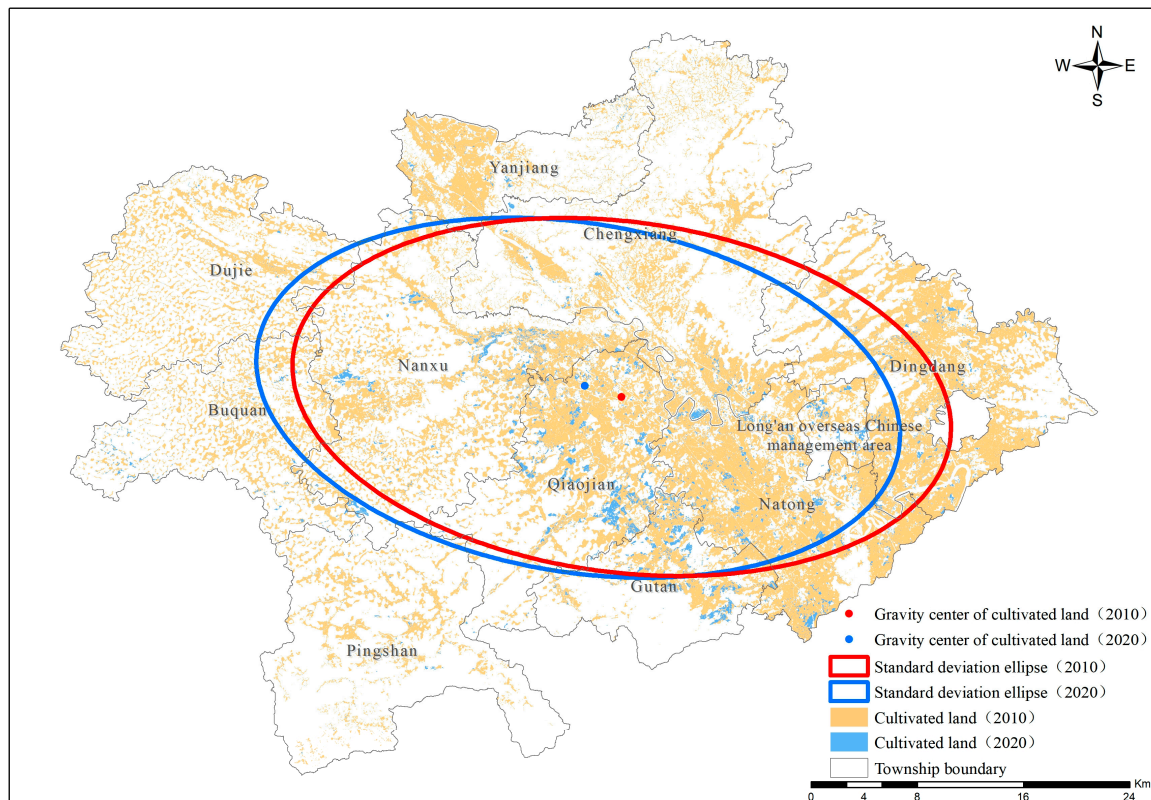 N
W E
S
Yanjiang
Chengxiang
Dujie
Nanxu
Dingdang
Buquan
Long'an overseas Chinese
management area
Qiaojian
Natong
Gutan
Pingshan
Gravity center of cultivated land（2010）
Gravity center of cultivated land（2020）
Standard deviation ellipse（2010）
Standard deviation ellipse（2020）
Cultivated land（2010）
Cultivated land（2020）
Township boundary
Km
0 4 8 16 24